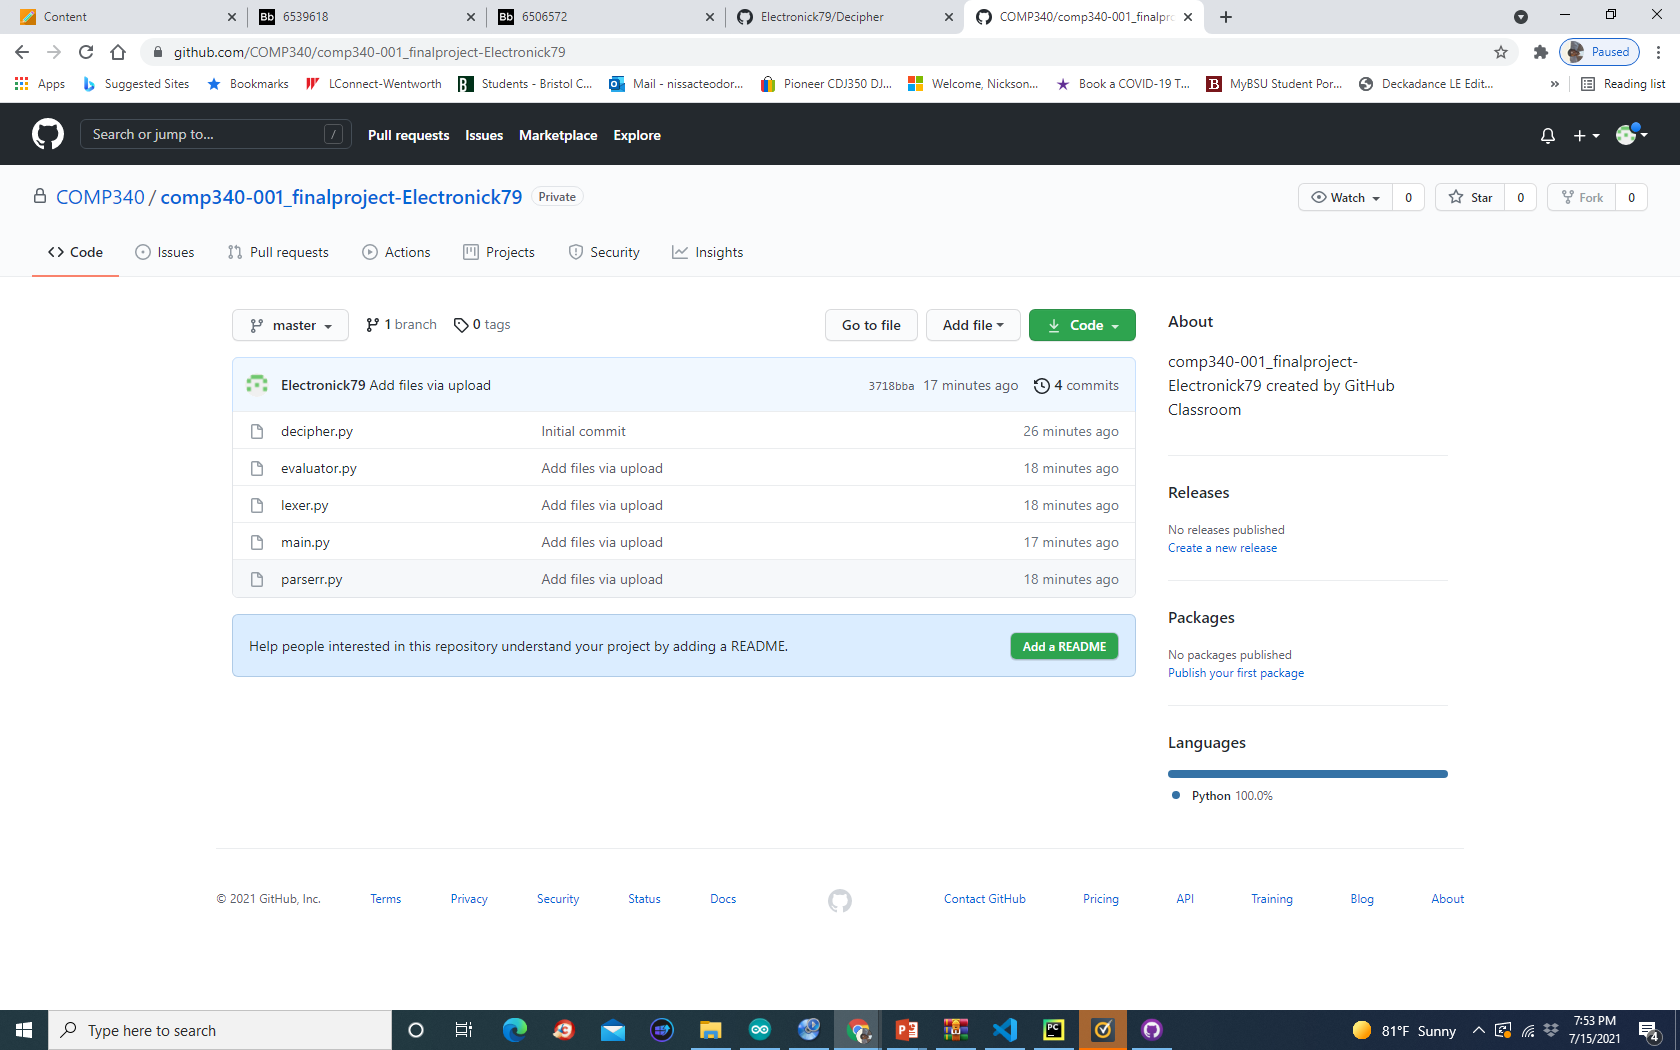 Content
Bb 6539618
Bb 6506572
Electronick79/Decipher
COMP340/comp340-001_finalpro
github.com/COMP340/comp340-001_finalproject-Electronick79
Paused
Apps
Suggested Sites
Bookmarks
LConnect-Wentworth
Students - Bristol C...
Mail - nissacteodor...
Pioneer CDJ350 DJ...
Welcome, Nickson...
Book a COVID-19 T...
MyBSU Student Por...
Deckadance LE Edit...
»
Reading list
Search or jump to...
/
Pull requests
Issues
Marketplace
Explore
COMP340 / comp340-001_finalproject-Electronick79
Private
Watch 0
Star 0
Fork 0
Code
Issues
Pull requests
Actions
Projects
Security
Insights
master
1 branch
0 tags
Go to file
Add file
Code
Electronick79 Add files via upload
3718bba 17 minutes ago
4 commits
decipher.py Initial commit 26 minutes ago
evaluator.py Add files via upload 18 minutes ago
lexer.py Add files via upload 18 minutes ago
main.py Add files via upload 17 minutes ago
parserr.py Add files via upload 18 minutes ago
Help people interested in this repository understand your project by adding a README.
Add a README
About
comp340-001_finalproject-
Electronick79 created by GitHub
Classroom
Releases
No releases published
Create a new release
Packages
No packages published
Publish your first package
Languages
Python 100.0%
© 2021 GitHub, Inc.
Terms
Privacy
Security
Status
Docs
Contact GitHub
Pricing
API
Training
Blog
About
Type here to search
PC
81°F Sunny
7:53 PM
7/15/2021
4